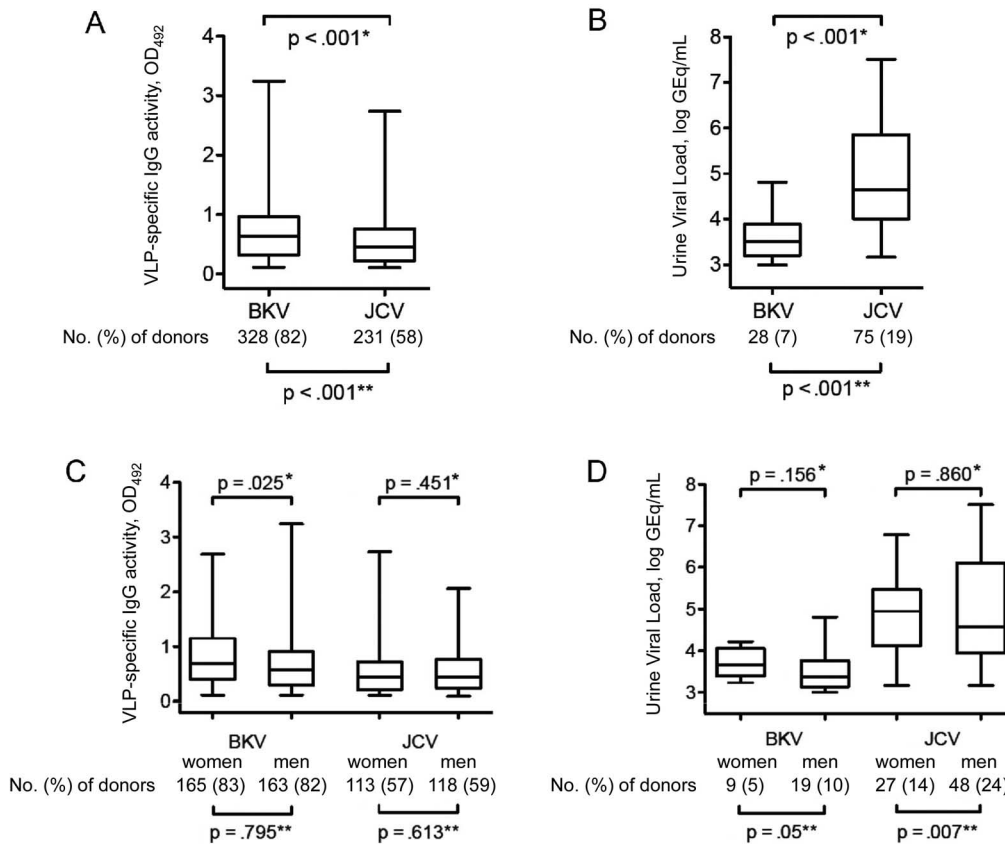 A
VLP-specific IgG activity, OD492
p < .001*
4
3
2
1
0
BKV JCV
No. (%) of donors 328 (82) 231 (58)
p < .001**
B
Urine Viral Load, log GEq/mL
p < .001*
8
7
6
5
4
3
BKV JCV
No. (%) of donors 28 (7) 75 (19)
p < .001**
C
VLP-specific IgG activity, OD492
p = .025* p = .451*
4
3
2
1
0
BKV JCV
women men women men
No. (%) of donors 165 (83) 163 (82) 113 (57) 118 (59)
p = .795** p = .613**
D
Urine Viral Load, log GEq/mL
p = .156* p = .860*
8
7
6
5
4
3
BKV JCV
women men women men
No. (%) of donors 9 (5) 19 (10) 27 (14) 48 (24)
p = .05** p = .007**